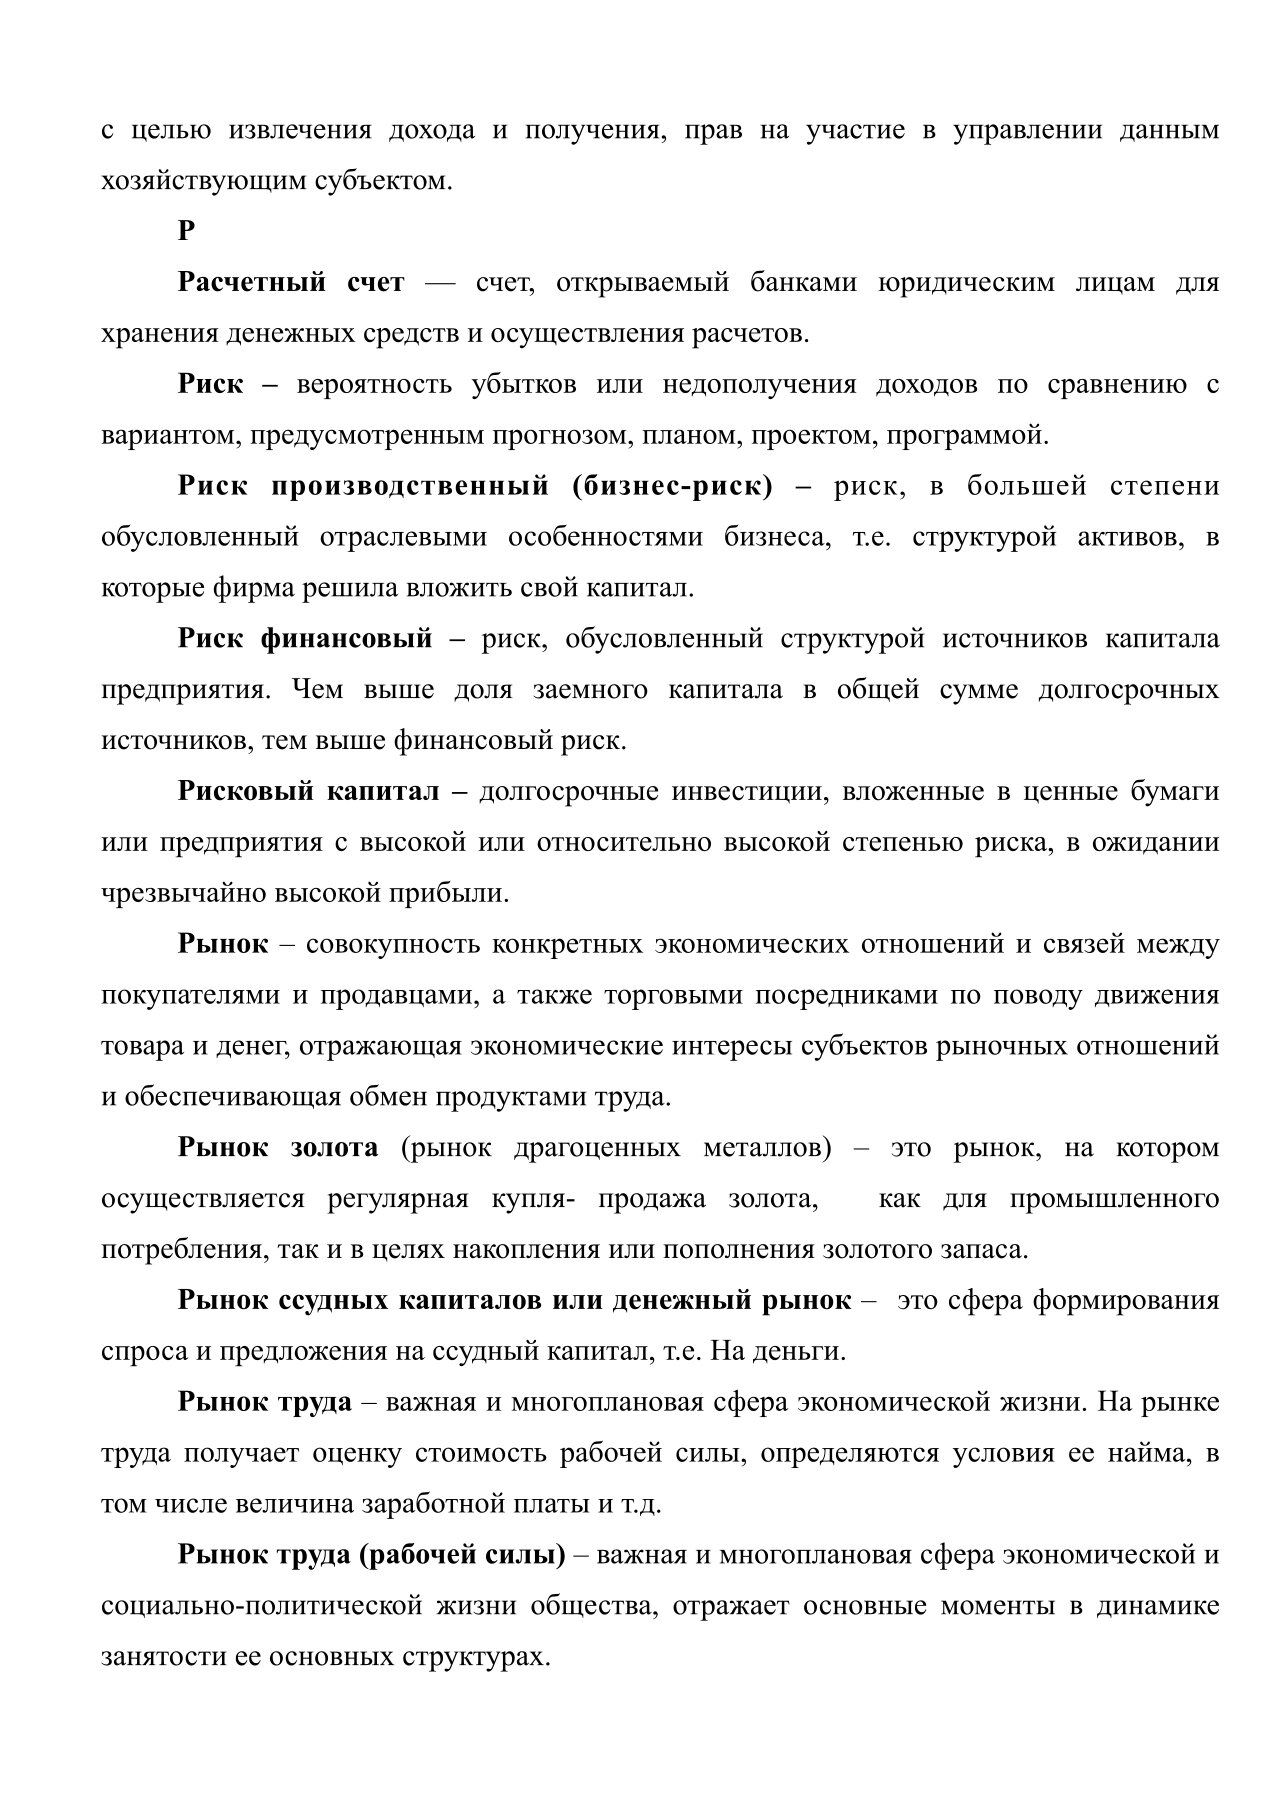 с целью извлечения дохода и получения, прав на участие в управлении данным
хозяйствующим субъектом.
Р
Расчетный счет — счет, открываемый банками юридическим лицам для
хранения денежных средств и осуществления расчетов.
Риск – вероятность убытков или недополучения доходов по сравнению с
вариантом, предусмотренным прогнозом, планом, проектом, программой.
Риск производственный (бизнес-риск) – риск, в большей степени
обусловленный отраслевыми особенностями бизнеса, т.е. структурой активов, в
которые фирма решила вложить свой капитал.
Риск финансовый – риск, обусловленный структурой источников капитала
предприятия. Чем выше доля заемного капитала в общей сумме долгосрочных
источников, тем выше финансовый риск.
Рисковый капитал – долгосрочные инвестиции, вложенные в ценные бумаги
или предприятия с высокой или относительно высокой степенью риска, в ожидании
чрезвычайно высокой прибыли.
Рынок – совокупность конкретных экономических отношений и связей между
покупателями и продавцами, а также торговыми посредниками по поводу движения
товара и денег, отражающая экономические интересы субъектов рыночных отношений
и обеспечивающая обмен продуктами труда.
Рынок золота (рынок драгоценных металлов) – это рынок, на котором
осуществляется регулярная купля- продажа золота, как для промышленного
потребления, так и в целях накопления или пополнения золотого запаса.
Рынок ссудных капиталов или денежный рынок – это сфера формирования
спроса и предложения на ссудный капитал, т.е. На деньги.
Рынок труда – важная и многоплановая сфера экономической жизни. На рынке
труда получает оценку стоимость рабочей силы, определяются условия ее найма, в
том числе величина заработной платы и т.д.
Рынок труда (рабочей силы) – важная и многоплановая сфера экономической и
социально-политической жизни общества, отражает основные моменты в динамике
занятости ее основных структурах.